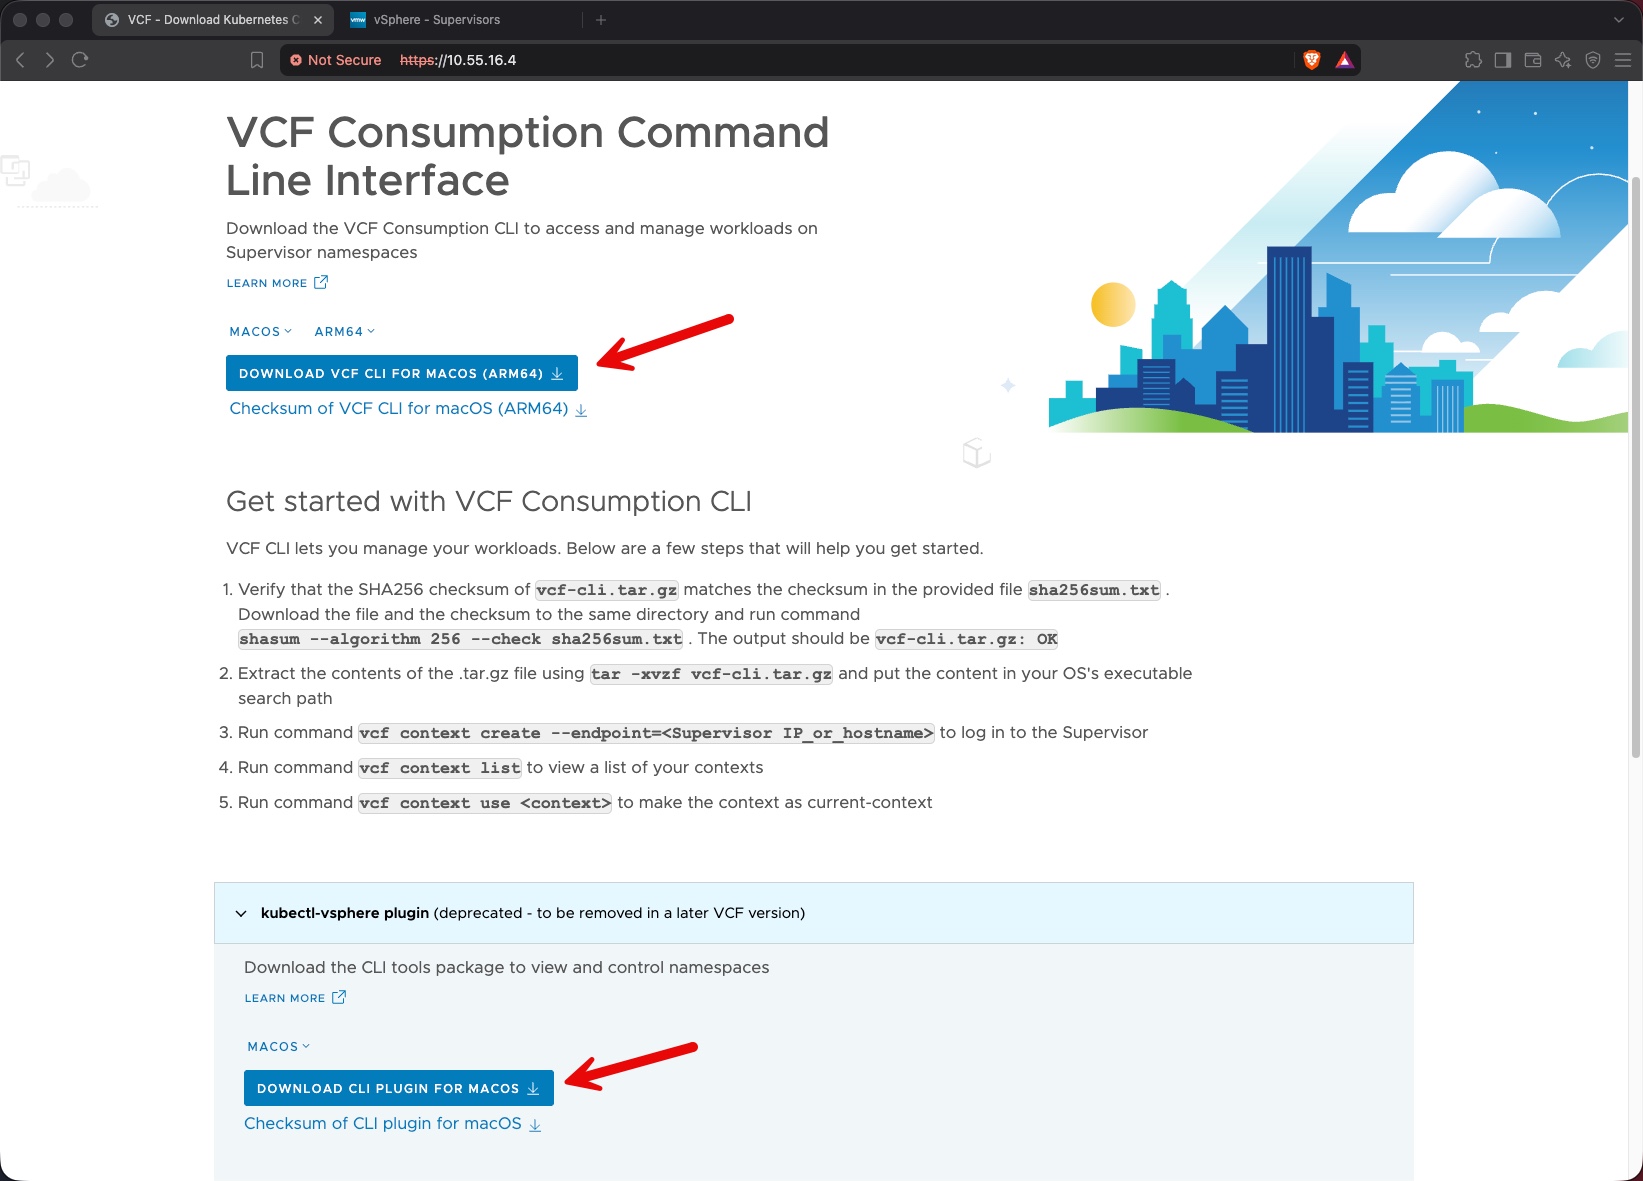 VCF - Download Kubernetes C
vSphere - Supervisors
Not Secure https://10.55.16.4
VCF Consumption Command
Line Interface
Download the VCF Consumption CLI to access and manage workloads on
Supervisor namespaces
LEARN MORE
MACOS ARM64
DOWNLOAD VCF CLI FOR MACOS (ARM64)
Checksum of VCF CLI for macOS (ARM64)
Get started with VCF Consumption CLI
VCF CLI lets you manage your workloads. Below are a few steps that will help you get started.
1. Verify that the SHA256 checksum of vcf-cli.tar.gz matches the checksum in the provided file sha256sum.txt .
Download the file and the checksum to the same directory and run command
shasum --algorithm 256 --check sha256sum.txt . The output should be vcf-cli.tar.gz: OK
2. Extract the contents of the .tar.gz file using tar -xvzf vcf-cli.tar.gz and put the content in your OS's executable
search path
3. Run command vcf context create --endpoint=<Supervisor IP_or_hostname> to log in to the Supervisor
4. Run command vcf context list to view a list of your contexts
5. Run command vcf context use <context> to make the context as current-context
kubectl-vsphere plugin (deprecated - to be removed in a later VCF version)
Download the CLI tools package to view and control namespaces
LEARN MORE
MACOS
DOWNLOAD CLI PLUGIN FOR MACOS
Checksum of CLI plugin for macOS